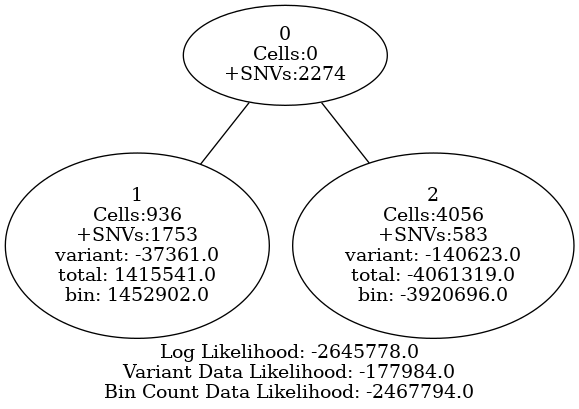 0
Cells:0
+SNVs:2274
1
Cells:936
+SNVs:1753
variant: -37361.0
total: 1415541.0
bin: 1452902.0
2
Cells:4056
+SNVs:583
variant: -140623.0
total: -4061319.0
bin: -3920696.0
Log Likelihood: -2645778.0
Variant Data Likelihood: -177984.0
Bin Count Data Likelihood: -2467794.0